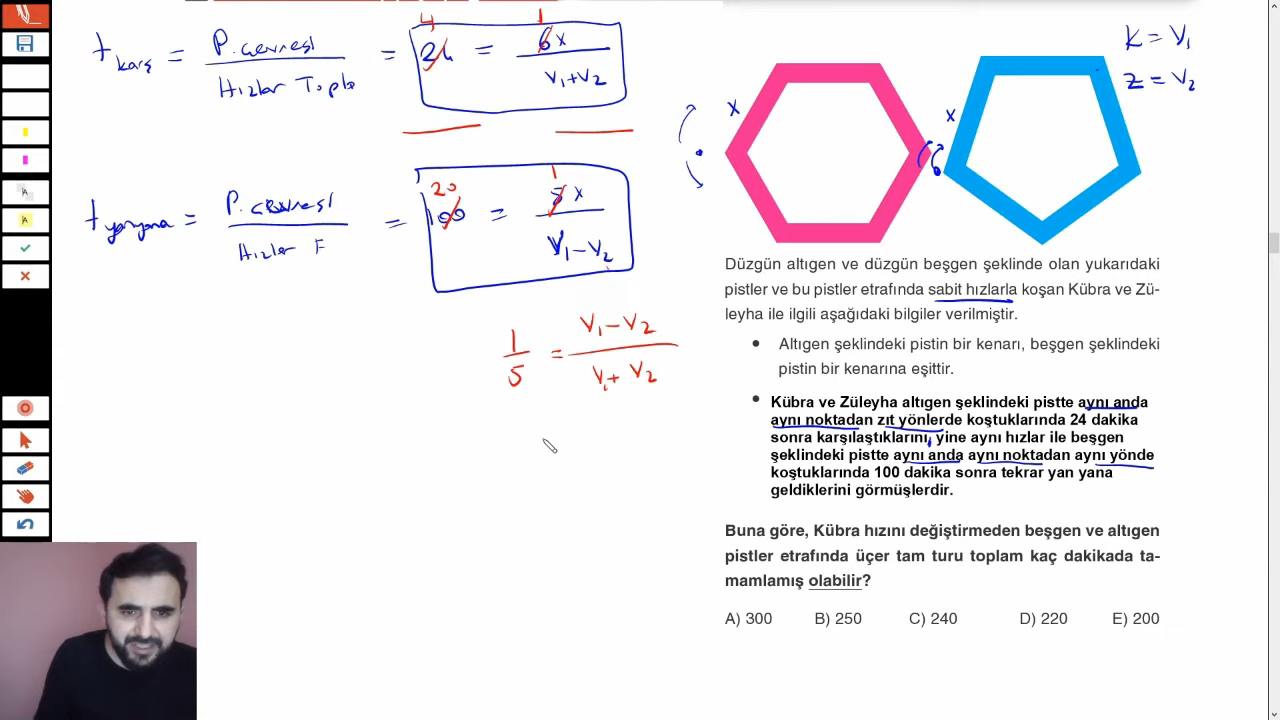 t karş = P. Çevresi / Hızlar Topla = 24 = 6x / V₁+V₂
4
1
t yanyana = P. Çevresi / Hızlar F = 100 = 5x / V₁-V₂
20
1
1/5 = V₁-V₂ / V₁+V₂
K = V₁
Z = V₂
x
x
Düzgün altıgen ve düzgün beşgen şeklinde olan yukarıdaki
pistler ve bu pistler etrafında sabit hızlarla koşan Kübra ve Zü-
leyha ile ilgili aşağıdaki bilgiler verilmiştir.
• Altıgen şeklindeki pistin bir kenarı, beşgen şeklindeki
pistin bir kenarına eşittir.
• Kübra ve Züleyha altıgen şeklindeki pistte aynı anda
aynı noktadan zıt yönlerde koştuklarında 24 dakika
sonra karşılaştıklarını, yine aynı hızlar ile beşgen
şeklindeki pistte aynı anda aynı noktadan aynı yönde
koştuklarında 100 dakika sonra tekrar yan yana
geldiklerini görmüşlerdir.
Buna göre, Kübra hızını değiştirmeden beşgen ve altıgen
pistler etrafında üçer tam turu toplam kaç dakikada ta-
mamlamış olabilir?
A) 300 B) 250 C) 240 D) 220 E) 200